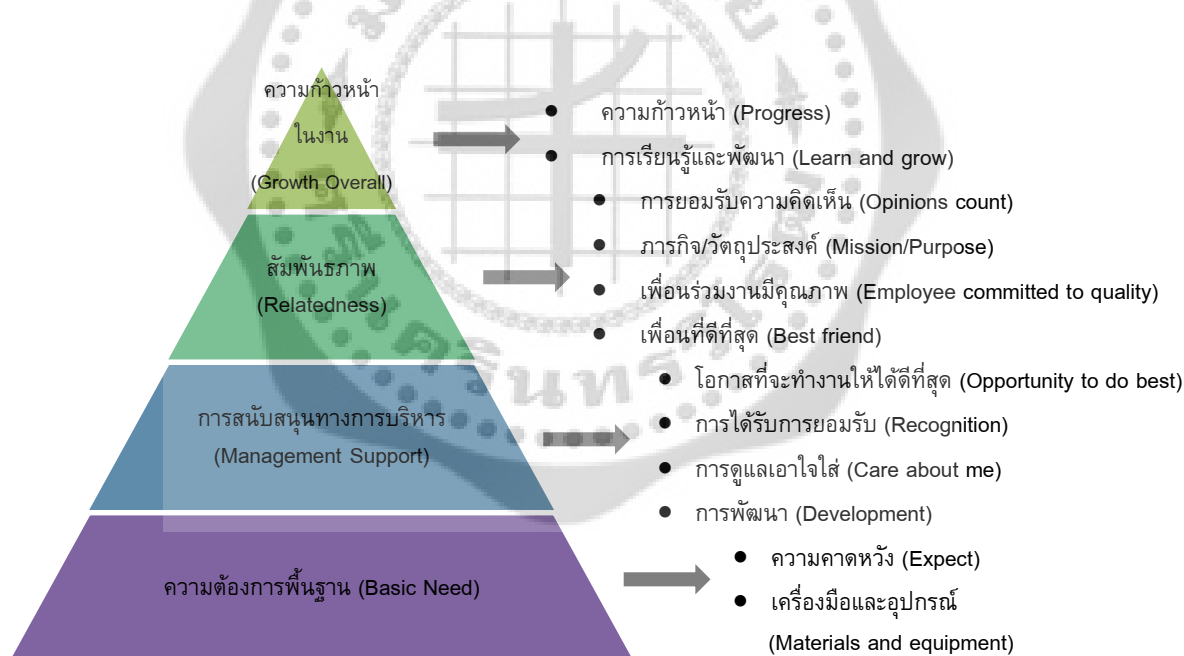 ความก้าวหน้า
ในงาน
(Growth Overall)
● ความก้าวหน้า (Progress)
● การเรียนรู้และพัฒนา (Learn and grow)
สัมพันธภาพ
(Relatedness)
● การยอมรับความคิดเห็น (Opinions count)
● ภารกิจ/วัตถุประสงค์ (Mission/Purpose)
● เพื่อนร่วมงานมีคุณภาพ (Employee committed to quality)
● เพื่อนที่ดีที่สุด (Best friend)
การสนับสนุนทางการบริหาร
(Management Support)
● โอกาสที่จะทำงานให้ได้ดีที่สุด (Opportunity to do best)
● การได้รับการยอมรับ (Recognition)
● การดูแลเอาใจใส่ (Care about me)
● การพัฒนา (Development)
ความต้องการพื้นฐาน (Basic Need)
● ความคาดหวัง (Expect)
● เครื่องมือและอุปกรณ์
(Materials and equipment)